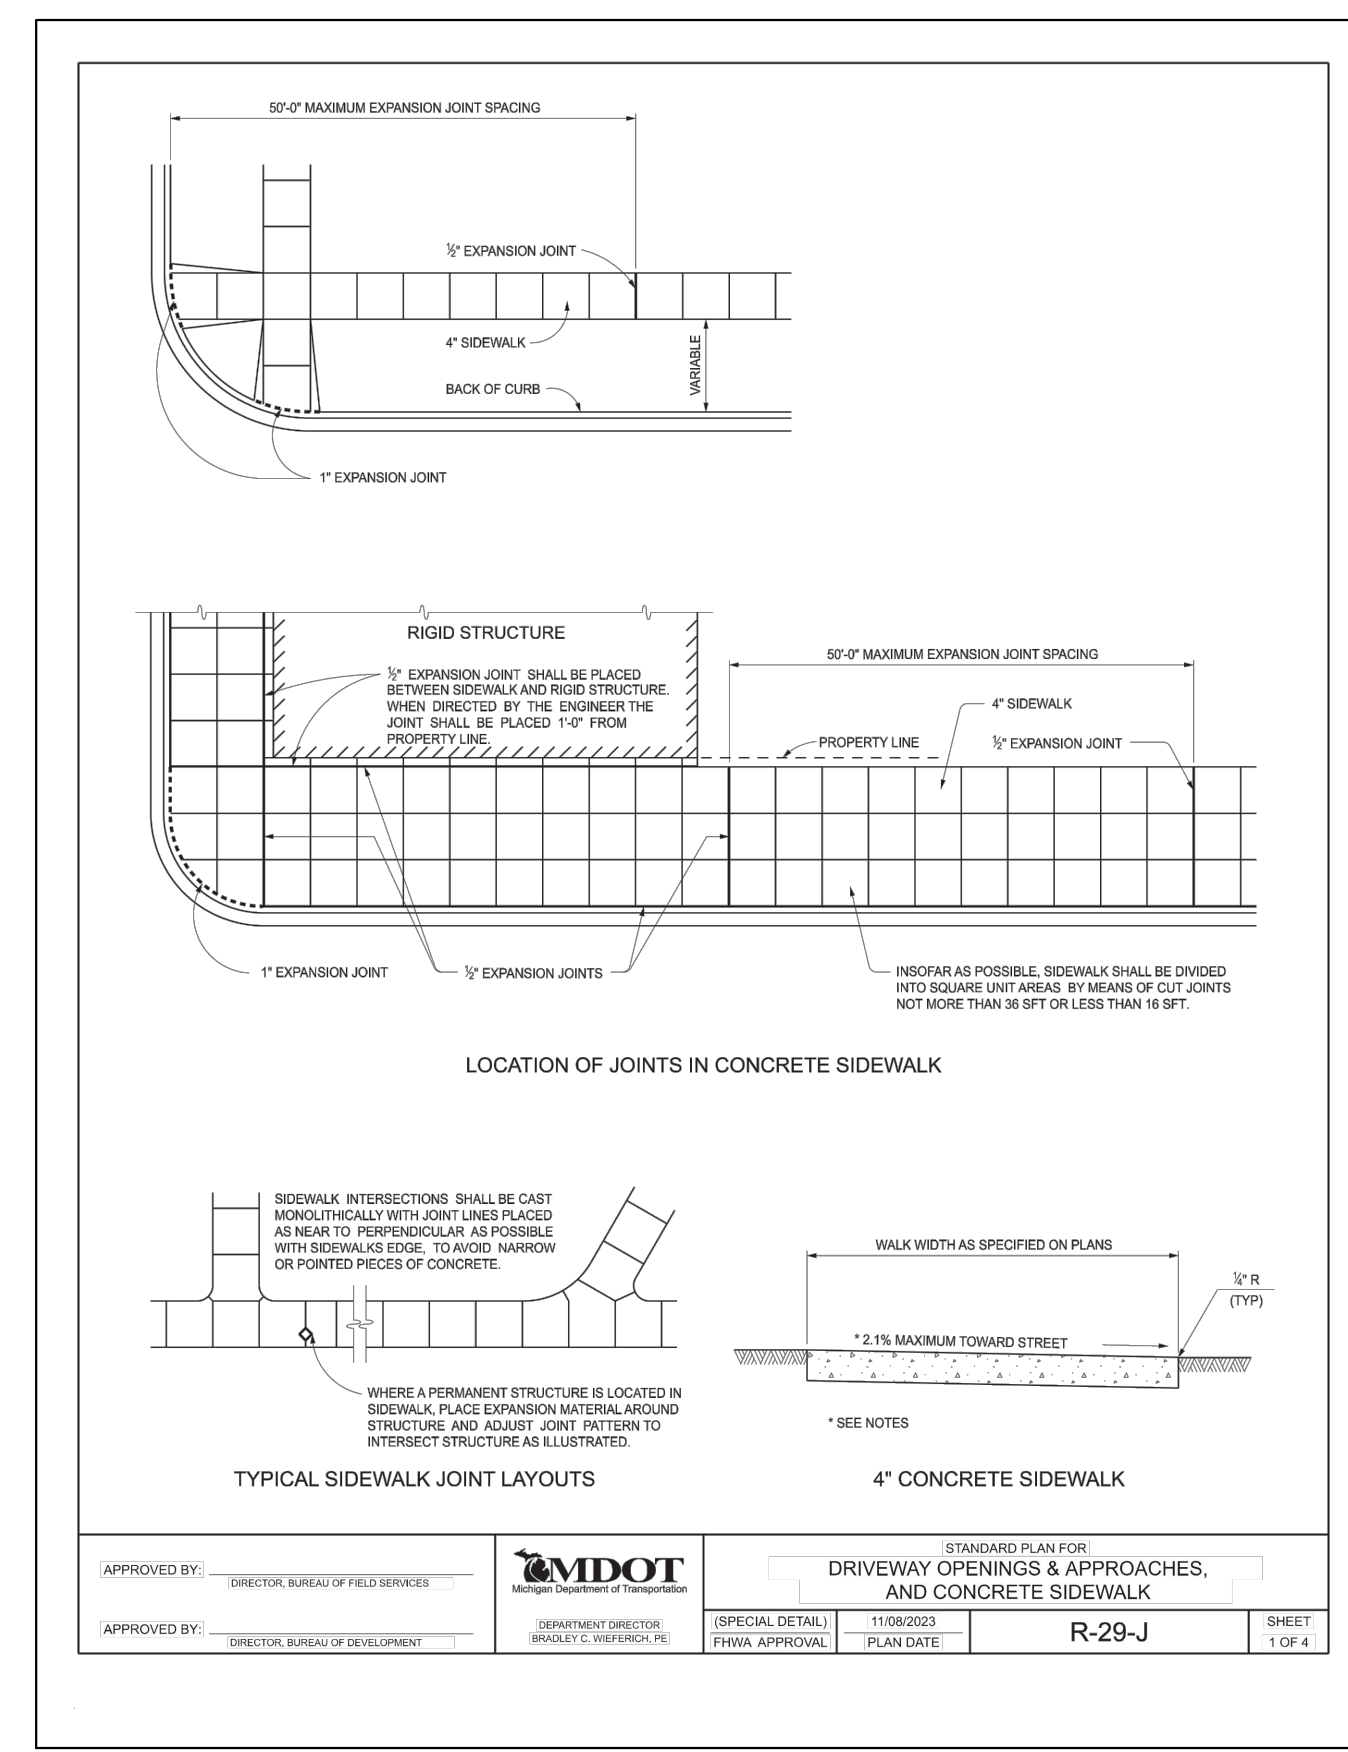 50'-0" MAXIMUM EXPANSION JOINT SPACING
½" EXPANSION JOINT
4" SIDEWALK
VARIABLE
BACK OF CURB
1" EXPANSION JOINT
RIGID STRUCTURE
½" EXPANSION JOINT SHALL BE PLACED
BETWEEN SIDEWALK AND RIGID STRUCTURE.
WHEN DIRECTED BY THE ENGINEER THE
JOINT SHALL BE PLACED 1'-0" FROM
PROPERTY LINE.
50'-0" MAXIMUM EXPANSION JOINT SPACING
4" SIDEWALK
PROPERTY LINE
½" EXPANSION JOINT
1" EXPANSION JOINT
½" EXPANSION JOINTS
INSOFAR AS POSSIBLE, SIDEWALK SHALL BE DIVIDED
INTO SQUARE UNIT AREAS BY MEANS OF CUT JOINTS
NOT MORE THAN 36 SFT OR LESS THAN 16 SFT.
LOCATION OF JOINTS IN CONCRETE SIDEWALK
SIDEWALK INTERSECTIONS SHALL BE CAST
MONOLITHICALLY WITH JOINT LINES PLACED
AS NEAR TO PERPENDICULAR AS POSSIBLE
WITH SIDEWALKS EDGE, TO AVOID NARROW
OR POINTED PIECES OF CONCRETE.
WHERE A PERMANENT STRUCTURE IS LOCATED IN
SIDEWALK, PLACE EXPANSION MATERIAL AROUND
STRUCTURE AND ADJUST JOINT PATTERN TO
INTERSECT STRUCTURE AS ILLUSTRATED.
TYPICAL SIDEWALK JOINT LAYOUTS
WALK WIDTH AS SPECIFIED ON PLANS
¼" R
(TYP)
* 2.1% MAXIMUM TOWARD STREET
* SEE NOTES
4" CONCRETE SIDEWALK
APPROVED BY:
DIRECTOR, BUREAU OF FIELD SERVICES
APPROVED BY:
DIRECTOR, BUREAU OF DEVELOPMENT
MDOT
Michigan Department of Transportation
DEPARTMENT DIRECTOR
BRADLEY C. WIEFERICH, PE
STANDARD PLAN FOR
DRIVEWAY OPENINGS & APPROACHES,
AND CONCRETE SIDEWALK
(SPECIAL DETAIL)
FHWA APPROVAL
11/08/2023
PLAN DATE
R-29-J
SHEET
1 OF 4